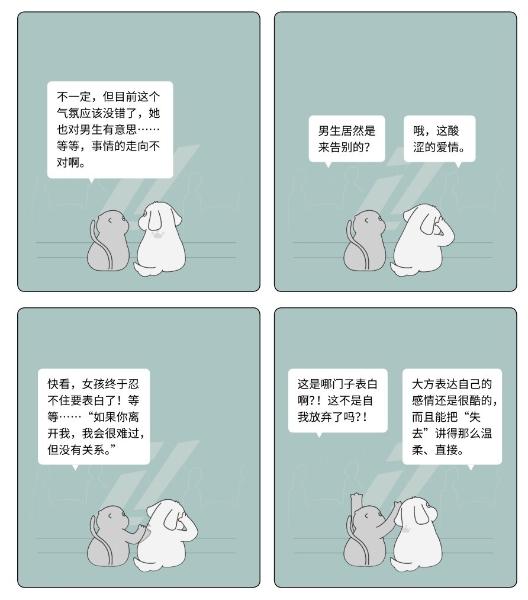 不一定，但目前这个
气氛应该没错了，她
也对男生有意思……
等等，事情的走向不
对啊。
男生居然是
来告别的？
哦，这酸
涩的爱情。
快看，女孩终于忍
不住要表白了！等
等……“如果你离
开我，我会很难过，
但没有关系。”
这是哪门子表白
啊？！这不是自
我放弃了吗？！
大方表达自己的
感情还是很酷的，
而且能把“失
去”讲得那么温
柔、直接。